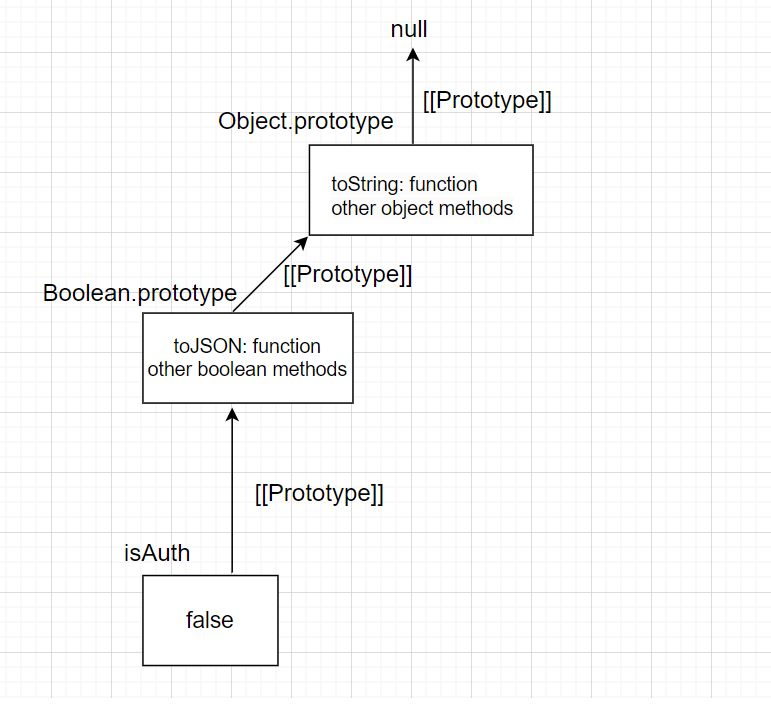 null
[[Prototype]]
Object.prototype
toString: function
other object methods
[[Prototype]]
Boolean.prototype
toJSON: function
other boolean methods
[[Prototype]]
isAuth
false